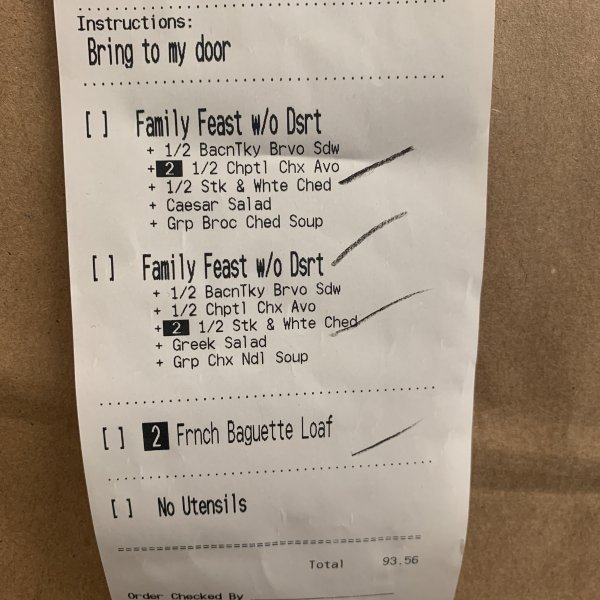 Instructions:
Bring to my door
[ ] Family Feast w/o Dsrt
+ 1/2 BacnTky Brvo Sdw
+ 2 1/2 Chptl Chx Avo
+ 1/2 Stk & Whte Ched
+ Caesar Salad
+ Grp Broc Ched Soup
[ ] Family Feast w/o Dsrt
+ 1/2 BacnTky Brvo Sdw
+ 1/2 Chptl Chx Avo
+ 2 1/2 Stk & Whte Ched
+ Greek Salad
+ Grp Chx Ndl Soup
[ ] 2 Frnch Baguette Loaf
[ ] No Utensils
Total 93.56
Order Checked By